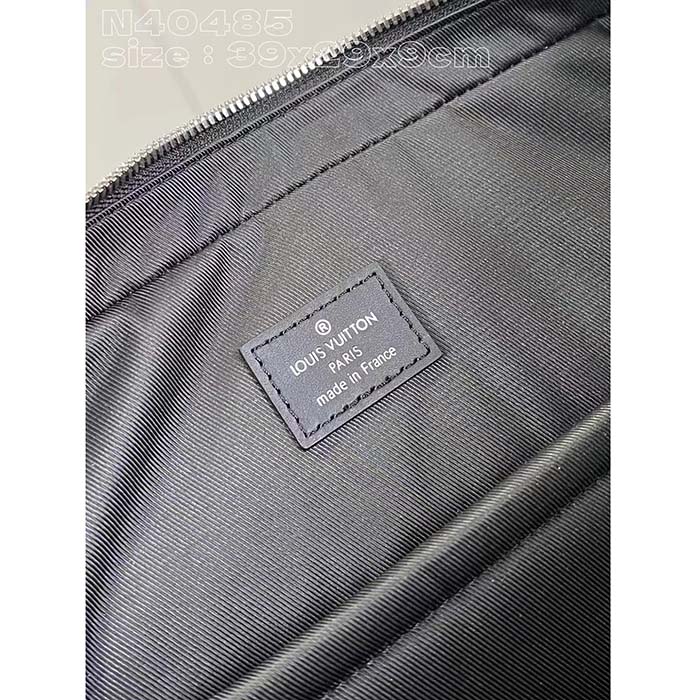 N40485
size : 39x29x9cm
®
LOUIS VUITTON
PARIS
made in France